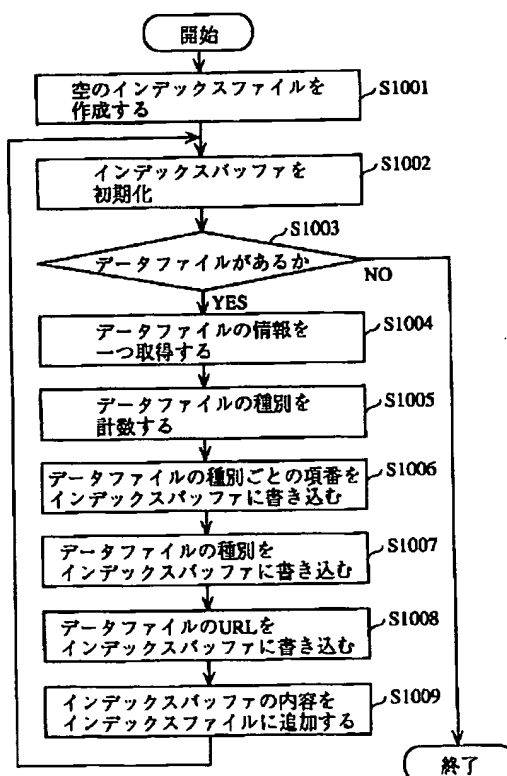 開始
空のインデックスファイルを
作成する
S1001
インデックスバッファを
初期化
S1002
S1003
データファイルがあるか
NO
YES
データファイルの情報を
一つ取得する
S1004
データファイルの種別を
計数する
S1005
データファイルの種別ごとの項番を
インデックスバッファに書き込む
S1006
データファイルの種別を
インデックスバッファに書き込む
S1007
データファイルのURLを
インデックスバッファに書き込む
S1008
インデックスバッファの内容を
インデックスファイルに追加する
S1009
終了